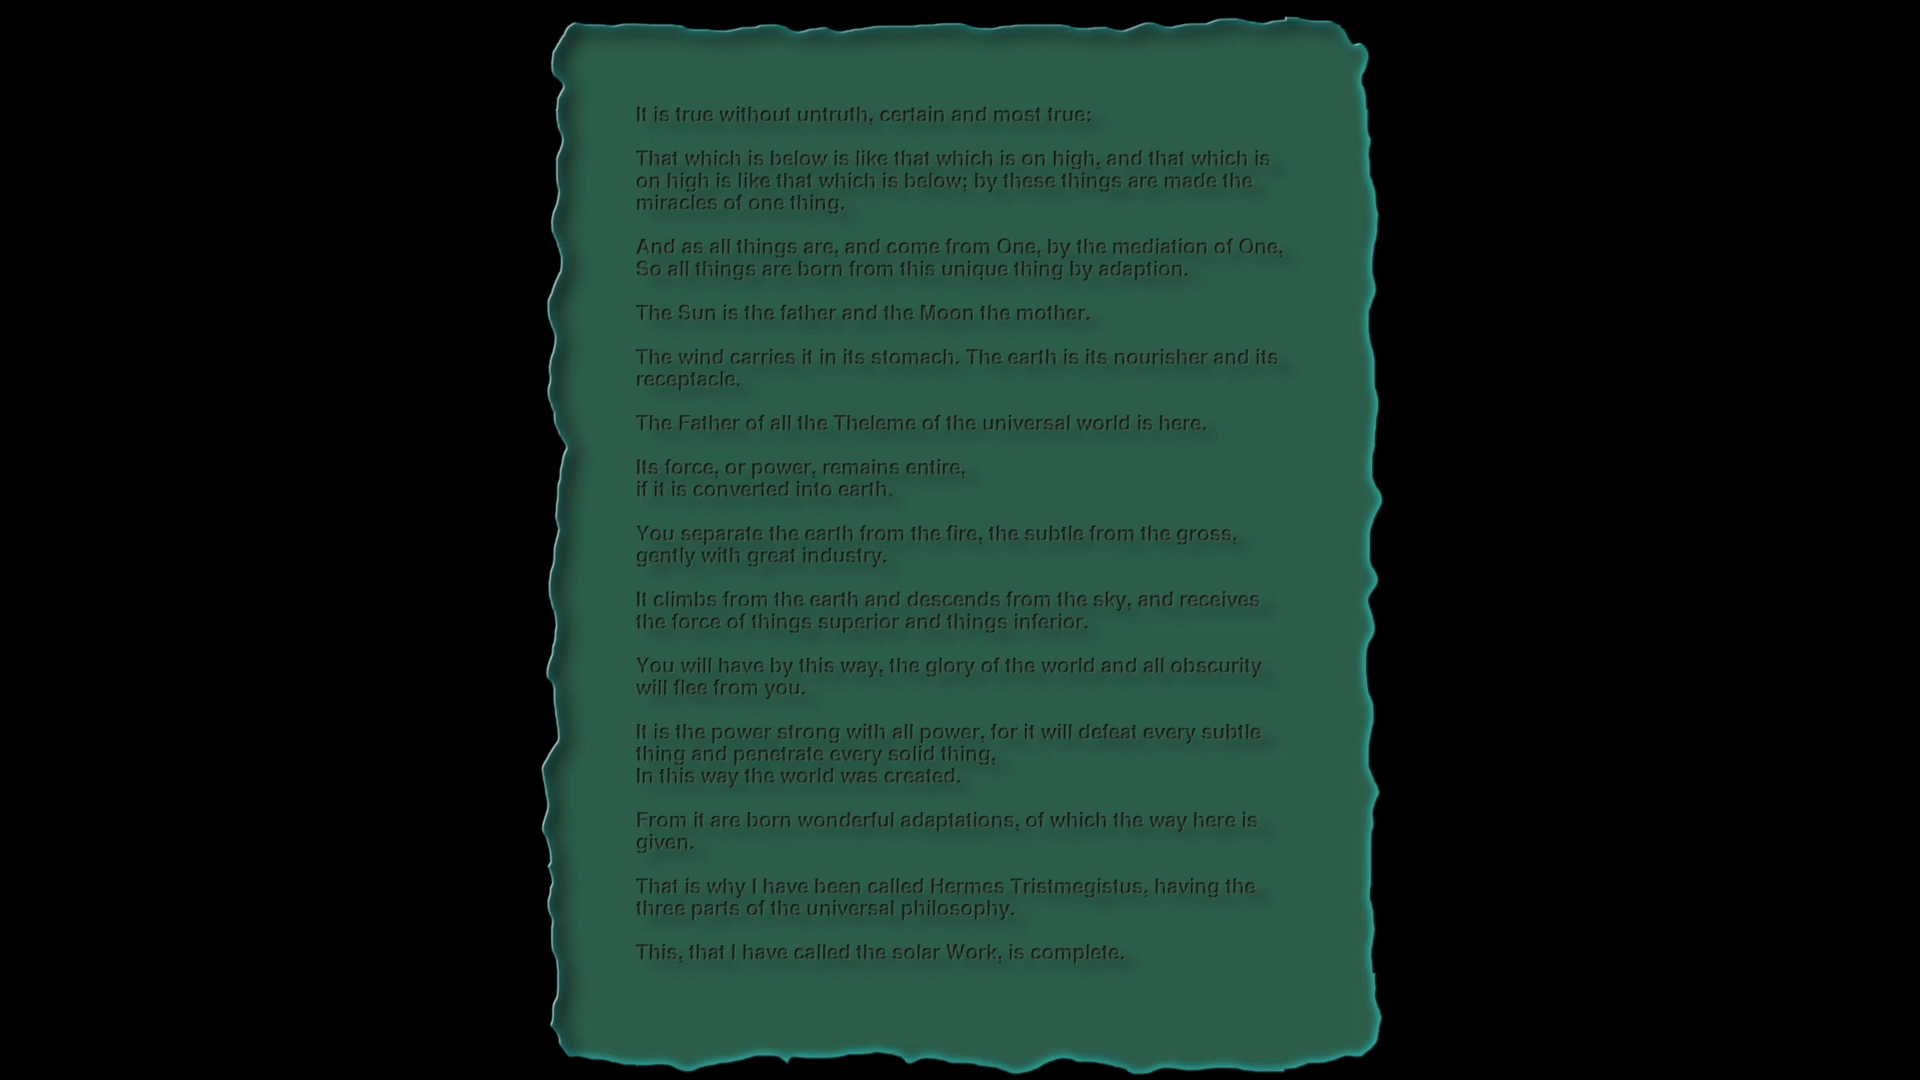 It is true without untruth, certain and most true:
That which is below is like that which is on high, and that which is
on high is like that which is below; by these things are made the
miracles of one thing.
And as all things are, and come from One, by the mediation of One,
So all things are born from this unique thing by adaption.
The Sun is the father and the Moon the mother.
The wind carries it in its stomach. The earth is its nourisher and its
receptacle.
The Father of all the Theleme of the universal world is here.
Its force, or power, remains entire,
if it is converted into earth.
You separate the earth from the fire, the subtle from the gross,
gently with great industry.
It climbs from the earth and descends from the sky, and receives
the force of things superior and things inferior.
You will have by this way, the glory of the world and all obscurity
will flee from you.
It is the power strong with all power, for it will defeat every subtle
thing and penetrate every solid thing,
In this way the world was created.
From it are born wonderful adaptations, of which the way here is
given.
That is why I have been called Hermes Tristmegistus, having the
three parts of the universal philosophy.
This, that I have called the solar Work, is complete.